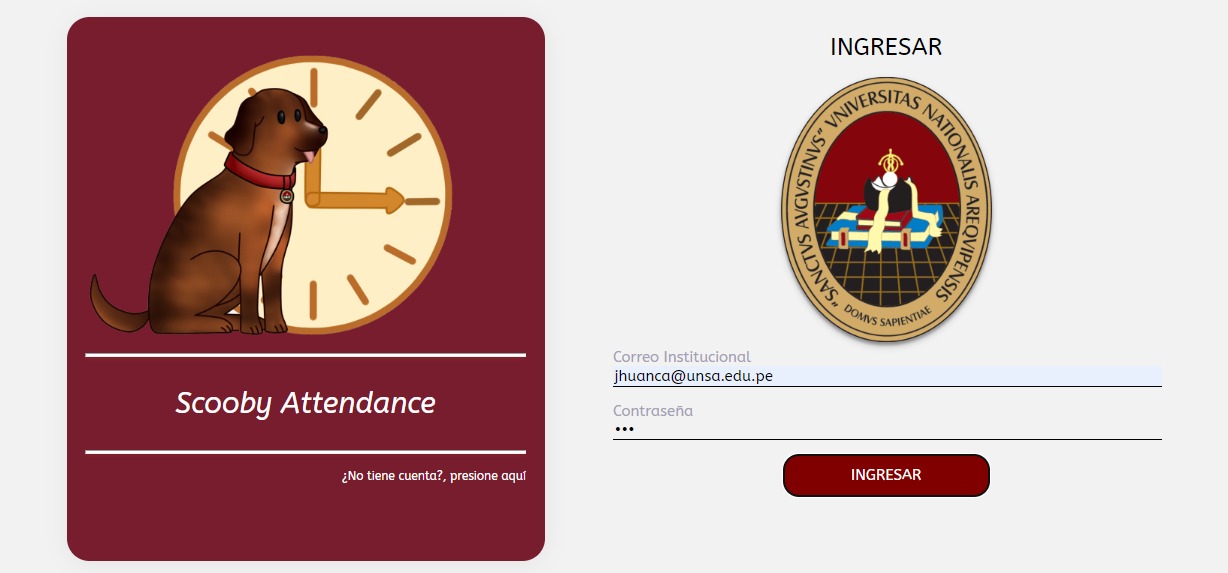 Scooby Attendance
¿No tiene cuenta?, presione aquí
INGRESAR
"SANCTVS AVGVSTINVS" VNIVERSITAS NATIONALIS AREQVIPENSIS
DOMVS SAPIENTIAE
Correo Institucional
jhuanca@unsa.edu.pe
Contraseña
•••
INGRESAR